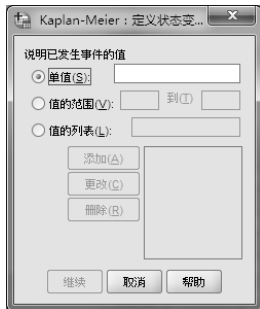 Kaplan-Meier：定义状态变...
说明已发生事件的值
单值(S):
值的范围(V): 到(T)
值的列表(L):
添加(A)
更改(C)
删除(R)
继续 取消 帮助